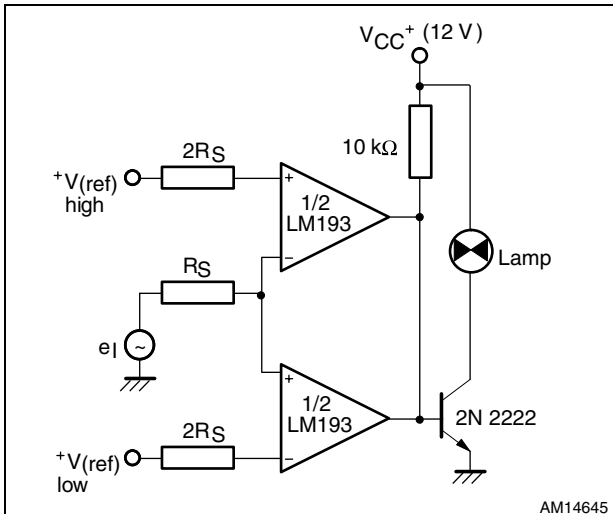 VCC+ (12 V)
10 kΩ
2RS
+V(ref)
high
+
1/2
LM193
−
Lamp
RS
eI
~
+
1/2
LM193
−
2N 2222
2RS
+V(ref)
low
AM14645